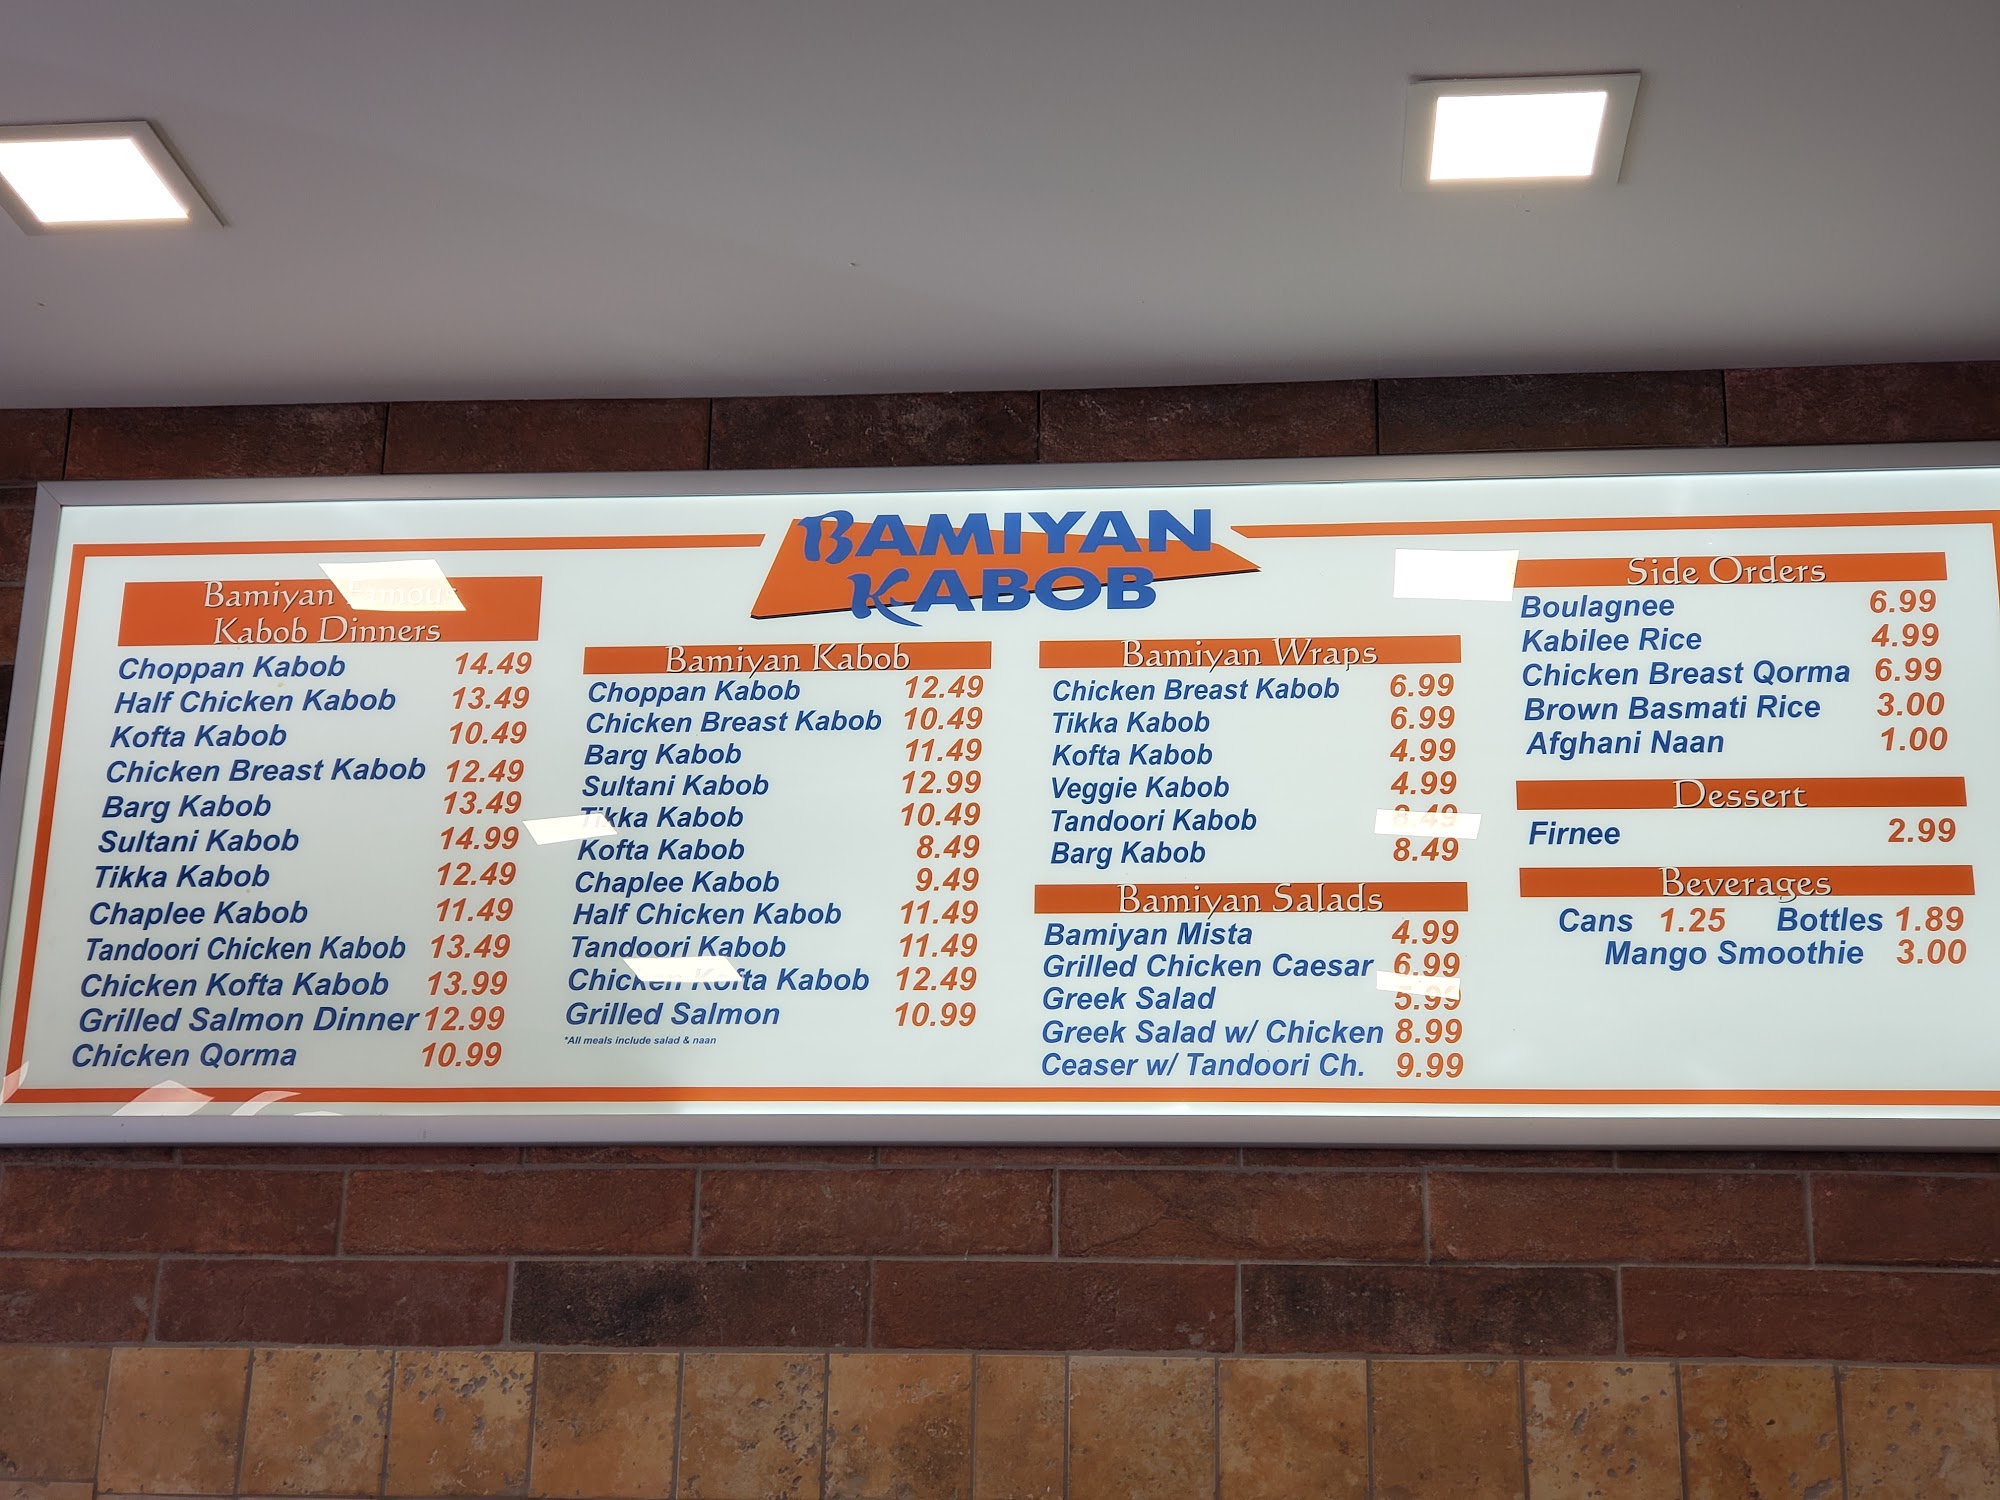 BAMIYAN
KABOB
Bamiyan Famous
Kabob Dinners
Choppan Kabob 14.49
Half Chicken Kabob 13.49
Kofta Kabob 10.49
Chicken Breast Kabob 12.49
Barg Kabob 13.49
Sultani Kabob 14.99
Tikka Kabob 12.49
Chaplee Kabob 11.49
Tandoori Chicken Kabob 13.49
Chicken Kofta Kabob 13.99
Grilled Salmon Dinner 12.99
Chicken Qorma 10.99
Bamiyan Kabob
Choppan Kabob 12.49
Chicken Breast Kabob 10.49
Barg Kabob 11.49
Sultani Kabob 12.99
Tikka Kabob 10.49
Kofta Kabob 8.49
Chaplee Kabob 9.49
Half Chicken Kabob 11.49
Tandoori Kabob 11.49
Chicken Kofta Kabob 12.49
Grilled Salmon 10.99
*All meals include salad & naan
Bamiyan Wraps
Chicken Breast Kabob 6.99
Tikka Kabob 6.99
Kofta Kabob 4.99
Veggie Kabob 4.99
Tandoori Kabob 8.49
Barg Kabob 8.49
Bamiyan Salads
Bamiyan Mista 4.99
Grilled Chicken Caesar 6.99
Greek Salad 5.99
Greek Salad w/ Chicken 8.99
Ceaser w/ Tandoori Ch. 9.99
Side Orders
Boulagnee 6.99
Kabilee Rice 4.99
Chicken Breast Qorma 6.99
Brown Basmati Rice 3.00
Afghani Naan 1.00
Dessert
Firnee 2.99
Beverages
Cans 1.25 Bottles 1.89
Mango Smoothie 3.00